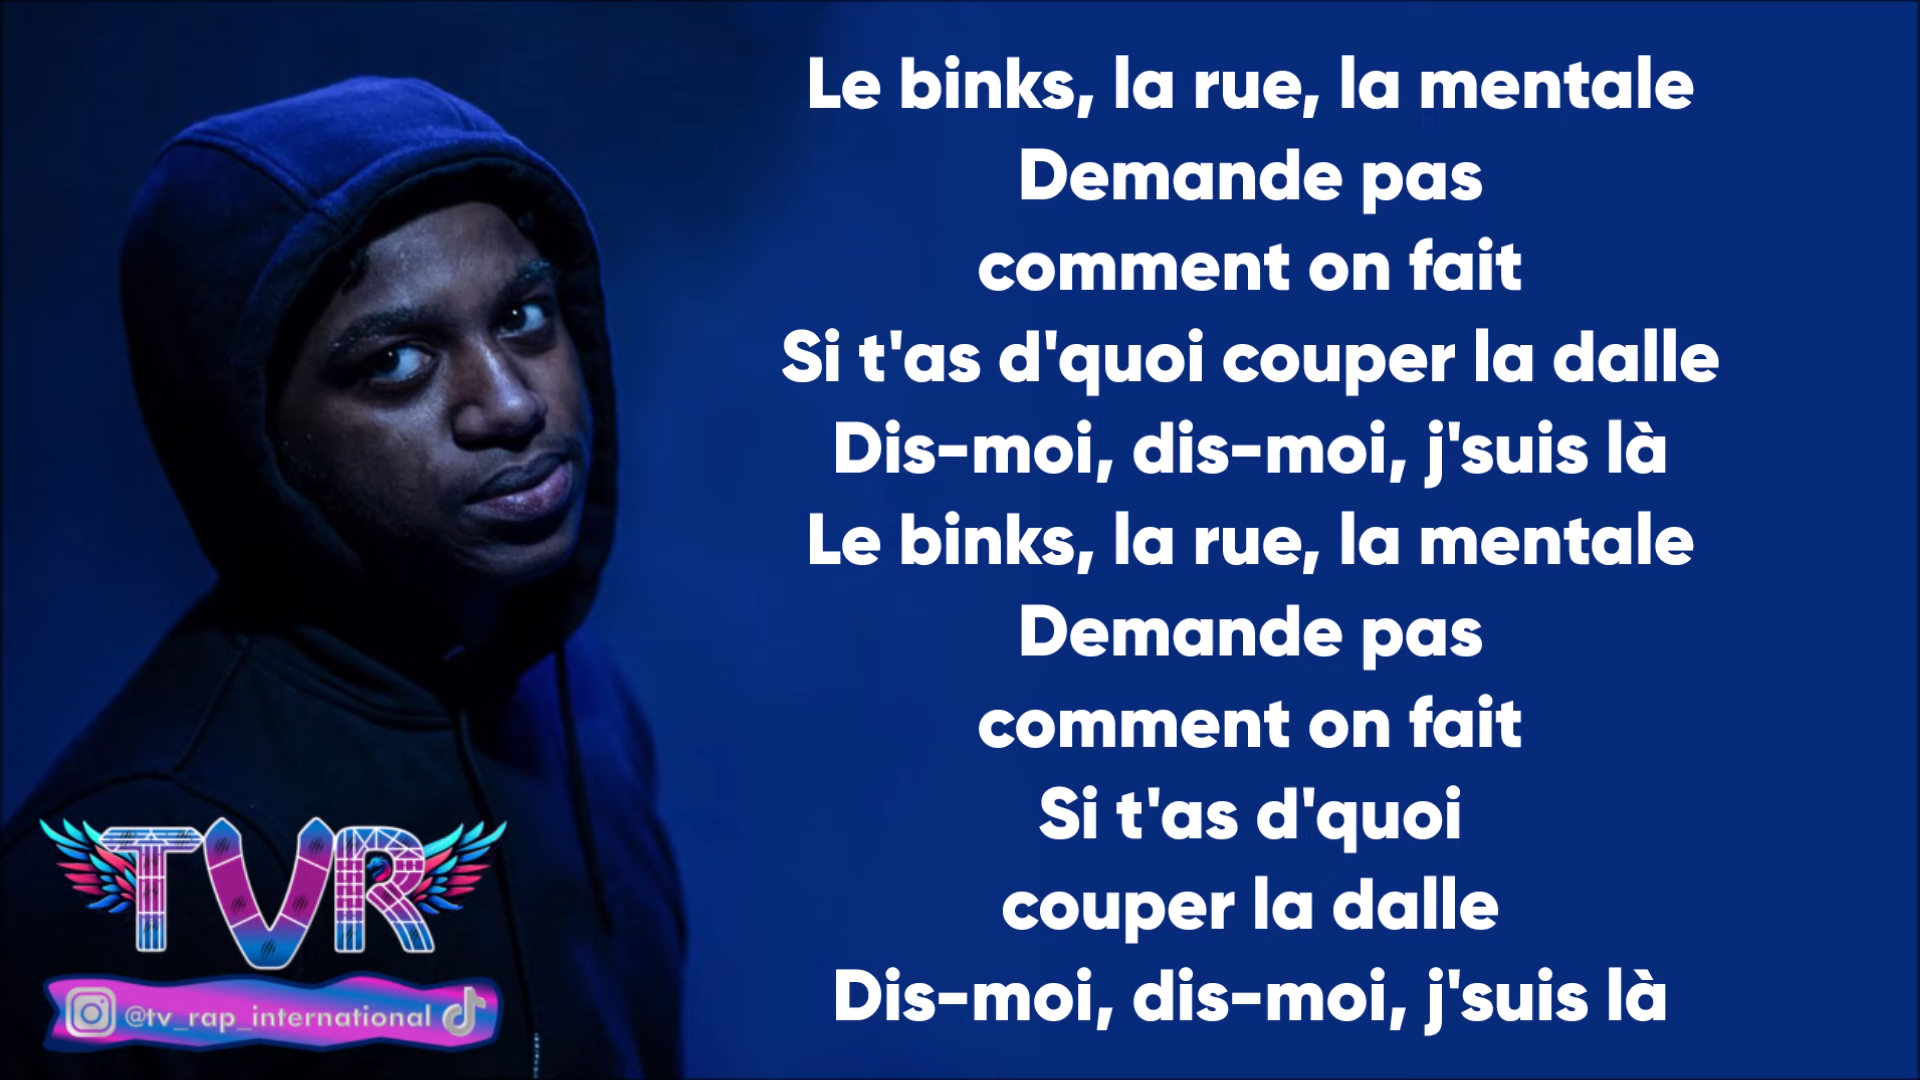 Le binks, la rue, la mentale
Demande pas
comment on fait
Si t'as d'quoi couper la dalle
Dis-moi, dis-moi, j'suis là
Le binks, la rue, la mentale
Demande pas
comment on fait
Si t'as d'quoi
couper la dalle
Dis-moi, dis-moi, j'suis là
TVR
@tv_rap_international